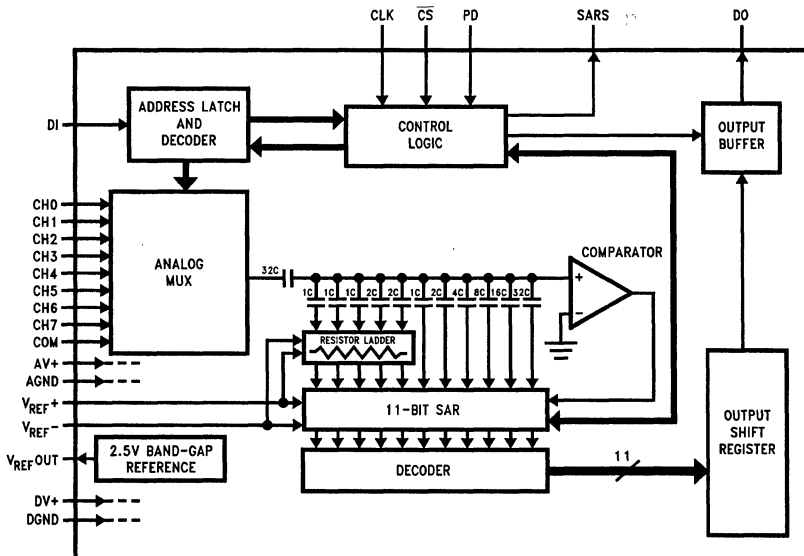 CLK CS PD SARS DO
ADDRESS LATCH
AND
DECODER
DI
CONTROL
LOGIC
OUTPUT
BUFFER
CH0
CH1
CH2
CH3
CH4
CH5
CH6
CH7
COM
ANALOG
MUX
32C
1C 1C 1C 2C 2C 1C 2C 4C 8C 16C 32C
COMPARATOR
+
−
RESISTOR LADDER
AV+
AGND
VREF+
VREF−
11-BIT SAR
VREFOUT
2.5V BAND-GAP
REFERENCE
DECODER
11
OUTPUT
SHIFT
REGISTER
DV+
DGND